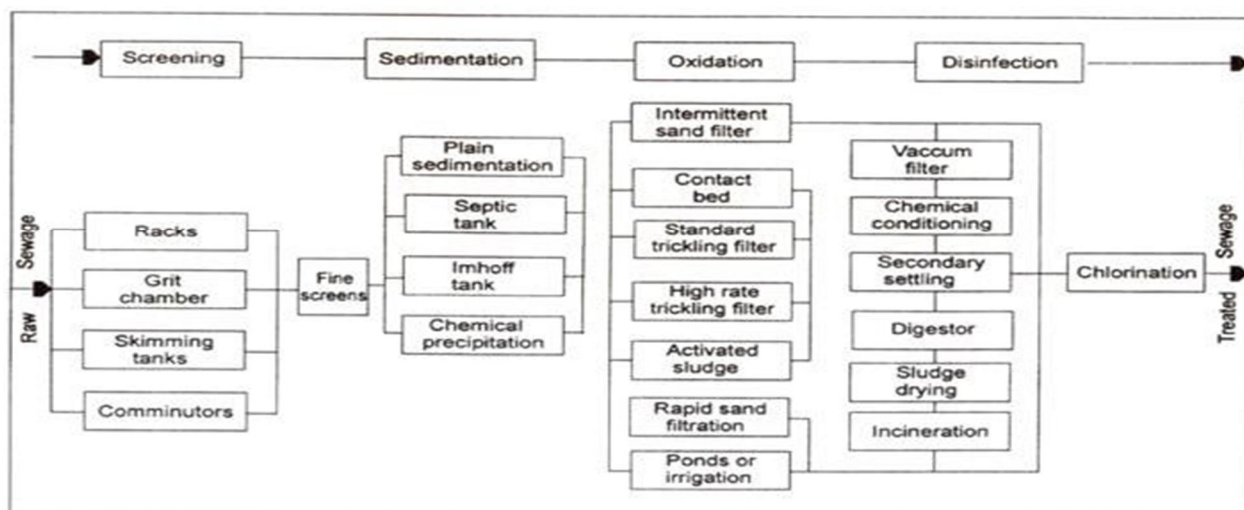 Screening
Sedimentation
Oxidation
Disinfection
Raw Sewage
Racks
Grit
chamber
Skimming
tanks
Comminutors
Fine
screens
Plain
sedimentation
Septic
tank
Imhoff
tank
Chemical
precipitation
Intermittent
sand filter
Contact
bed
Standard
trickling filter
High rate
trickling filter
Activated
sludge
Rapid sand
filtration
Ponds or
irrigation
Vaccum
filter
Chemical
conditioning
Secondary
settling
Digestor
Sludge
drying
Incineration
Chlorination
Treated Sewage